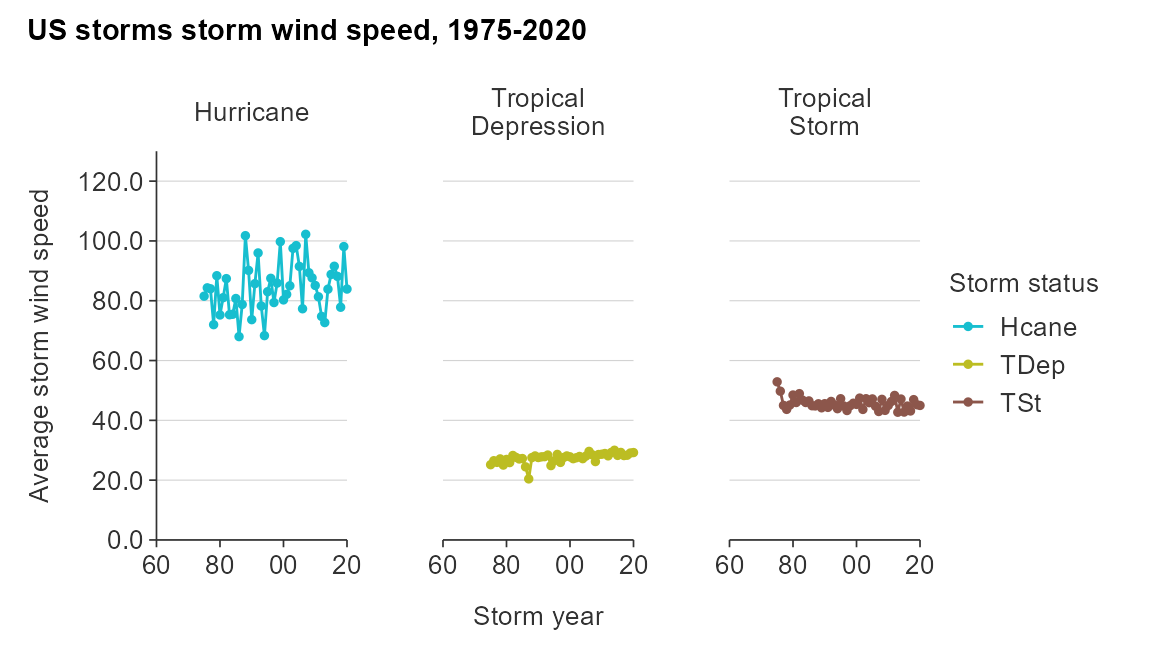 US storms storm wind speed, 1975-2020
Hurricane
Tropical
Depression
Tropical
Storm
Average storm wind speed
120.0
100.0
80.0
60.0
40.0
20.0
0.0
60 80 00 20
60 80 00 20
60 80 00 20
Storm year
Storm status
Hcane
TDep
TSt